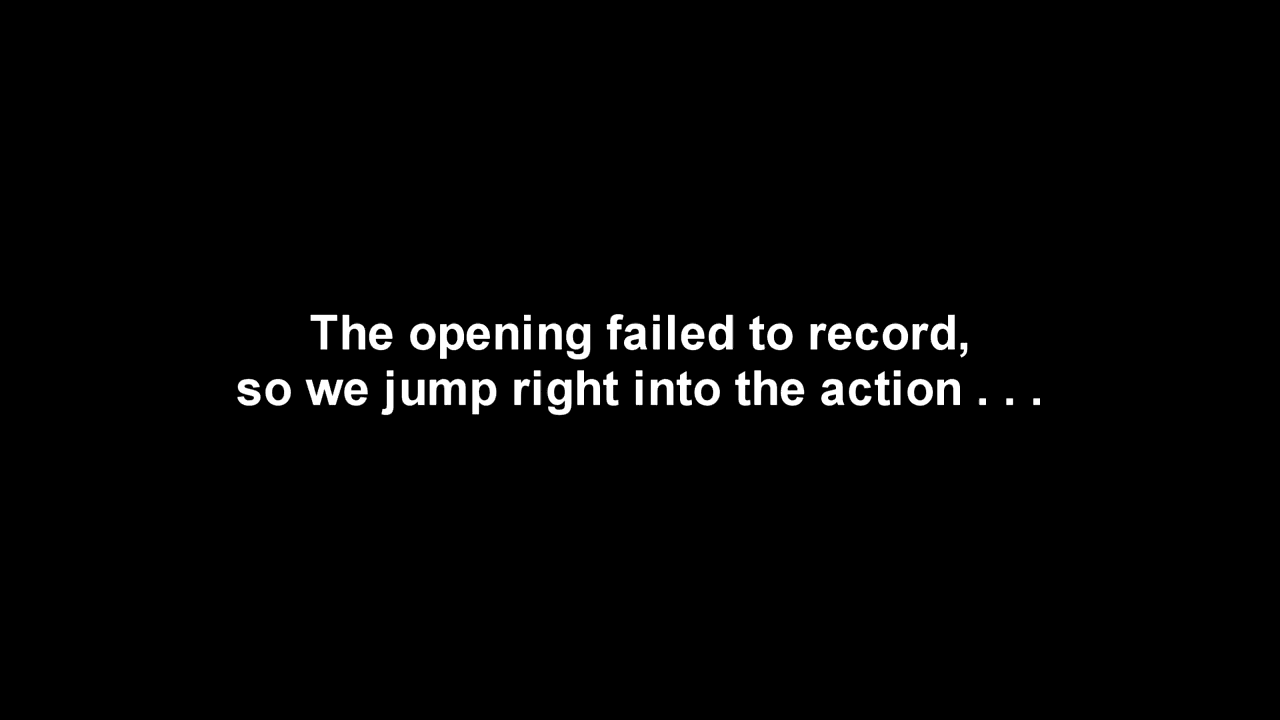 The opening failed to record,
so we jump right into the action . . .